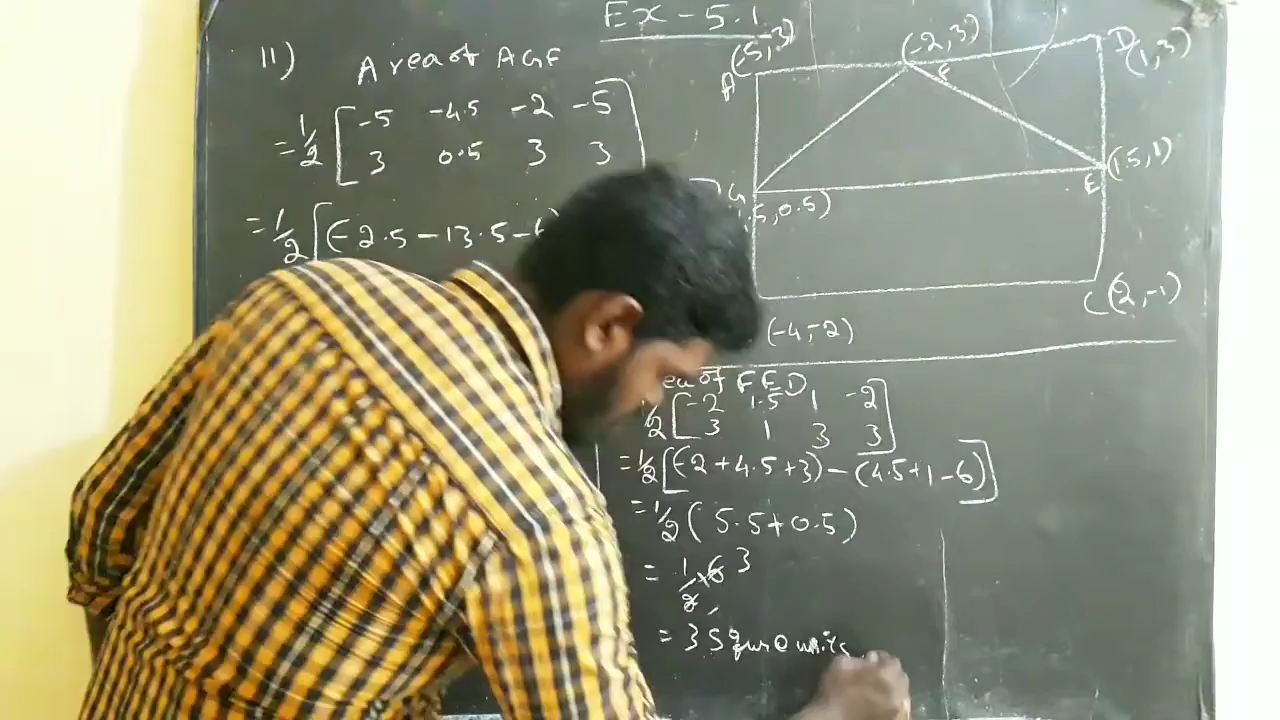 Ex - 5.1
11) Area of AGF
= 1/2 [ -5 -4.5 -2 -5
3 0.5 3 3 ]
= 1/2 [(-2.5 - 13.5 - 6)
A (-5, 3)
(-2, 3) F
D (1, 3)
G
.5, 0.5)
E (1.5, 1)
C (2, -1)
(-4, -2)
ea of FED
1/2 [ -2 1.5 1 -2
3 1 3 3 ]
= 1/2 [(-2 + 4.5 + 3) - (4.5 + 1 - 6)]
= 1/2 ( 5.5 + 0.5)
= 1/2 × 6 3
= 3 Squre units